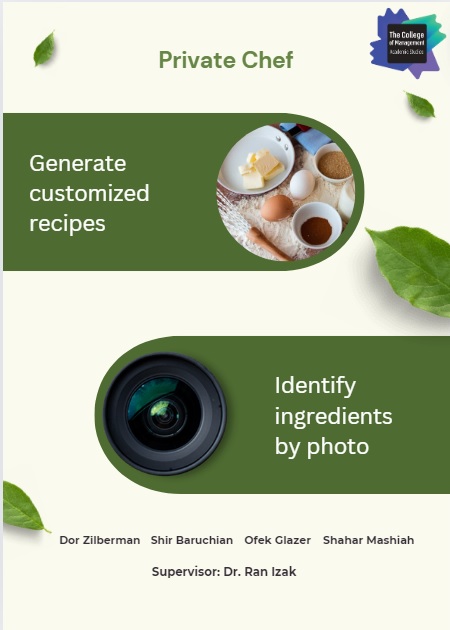 Private Chef
The College
of Management
Academic Studies
Generate
customized
recipes
Identify
ingredients
by photo
Dor Zilberman Shir Baruchian Ofek Glazer Shahar Mashiah
Supervisor: Dr. Ran Izak